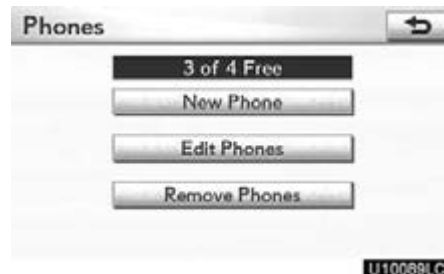 Phones
3 of 4 Free
New Phone
Edit Phones
Remove Phones
U10089LC